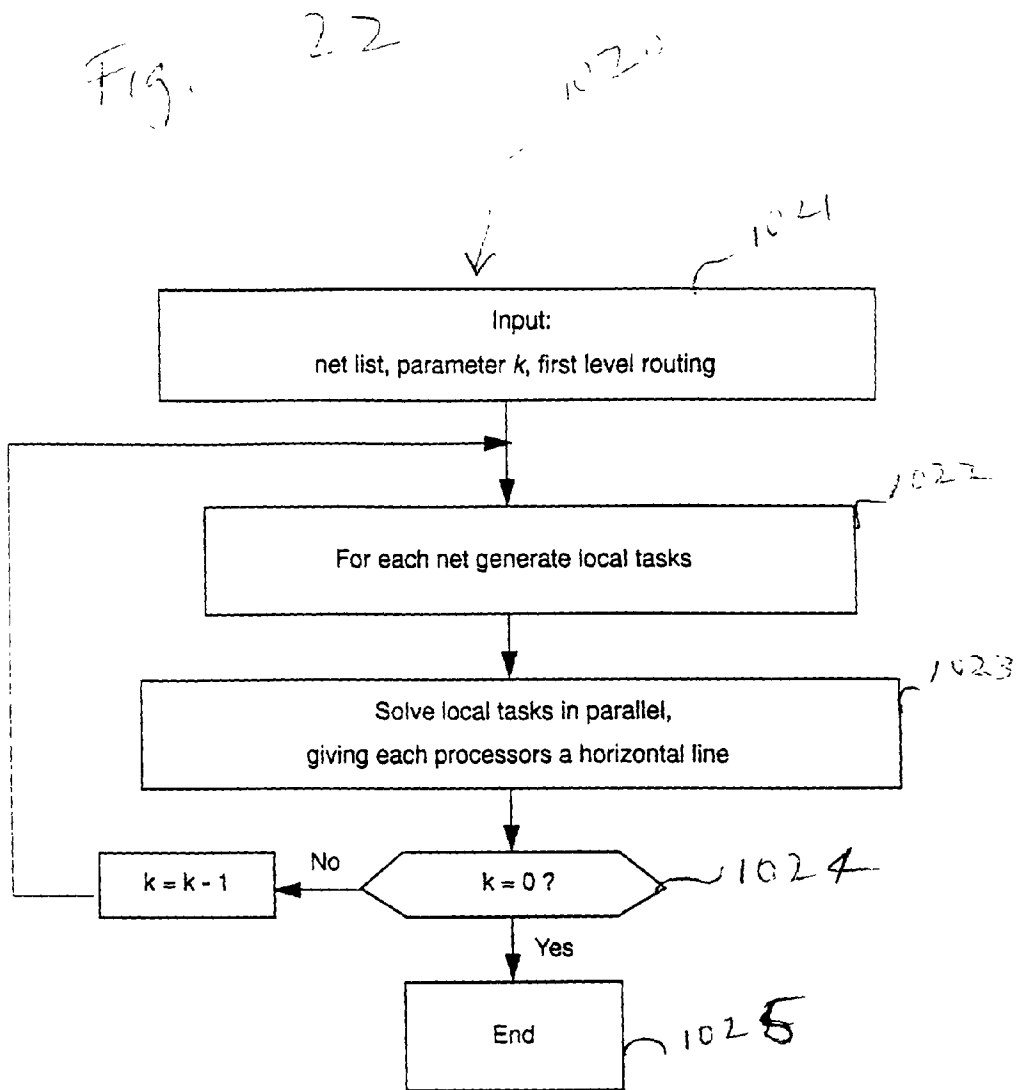 Fig. 22
1020
1021
Input:
net list, parameter k, first level routing
1022
For each net generate local tasks
1023
Solve local tasks in parallel,
giving each processors a horizontal line
k = k - 1
No
k = 0 ?
1024
Yes
End
1025